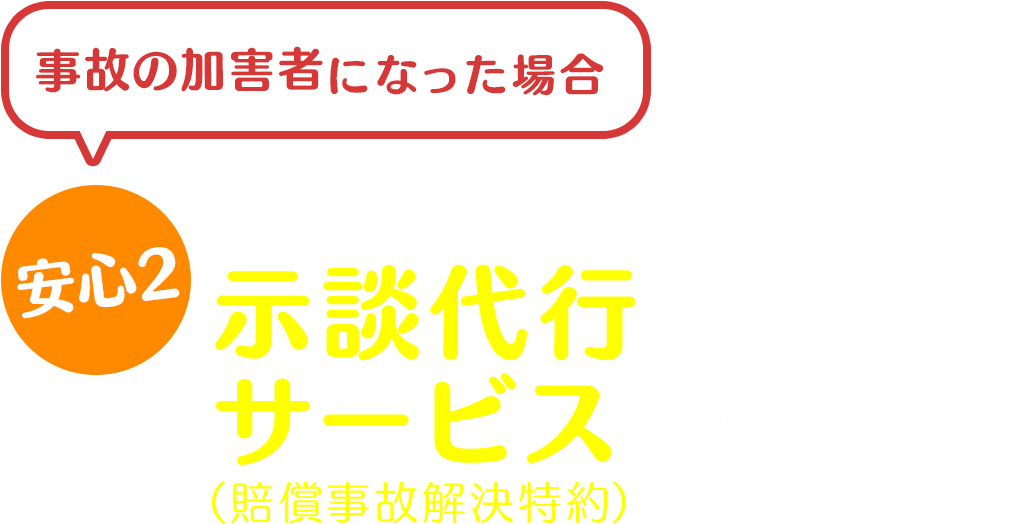 事故の加害者になった場合
安心2
示談代行
サービス
(賠償事故解決特約)